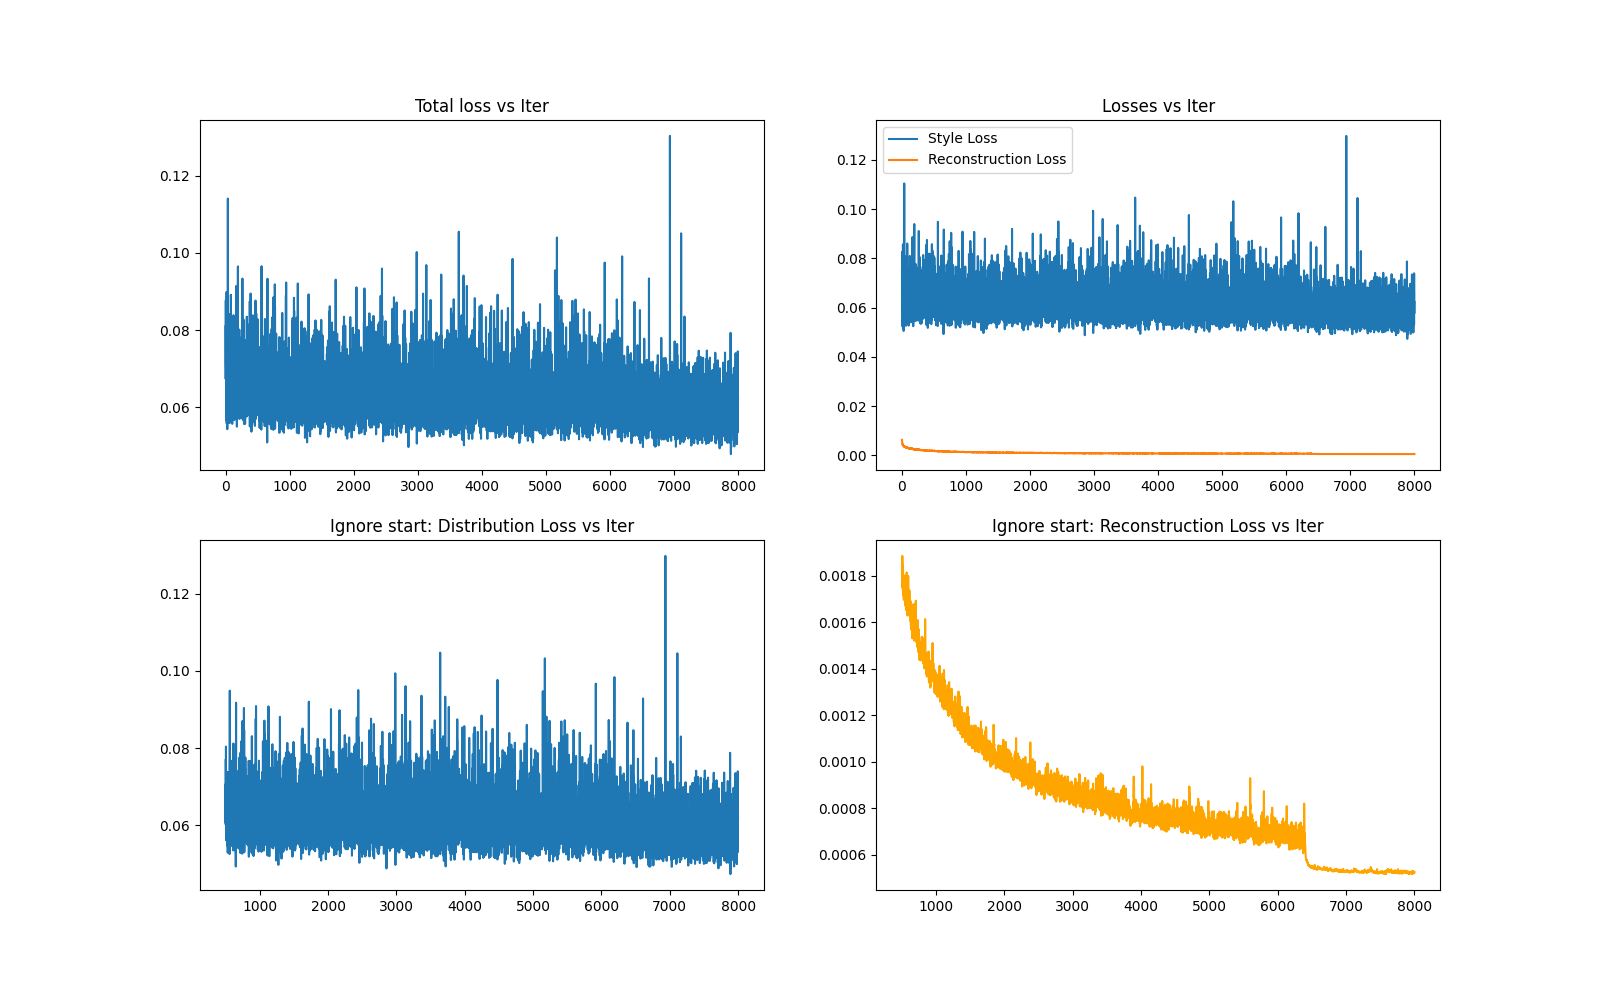 Total loss vs Iter
0.12
0.10
0.08
0.06
0 1000 2000 3000 4000 5000 6000 7000 8000
Losses vs Iter
Style Loss
Reconstruction Loss
0.12
0.10
0.08
0.06
0.04
0.02
0.00
0 1000 2000 3000 4000 5000 6000 7000 8000
Ignore start: Distribution Loss vs Iter
0.12
0.10
0.08
0.06
1000 2000 3000 4000 5000 6000 7000 8000
Ignore start: Reconstruction Loss vs Iter
0.0018
0.0016
0.0014
0.0012
0.0010
0.0008
0.0006
1000 2000 3000 4000 5000 6000 7000 8000